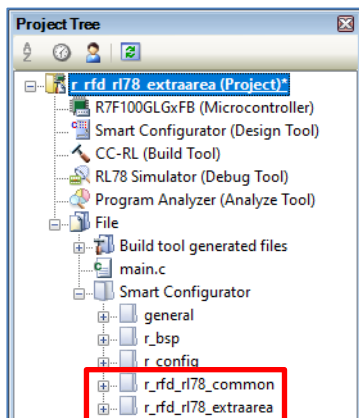 Project Tree
r_rfd_rl78_extraarea (Project)*
R7F100GLGxFB (Microcontroller)
Smart Configurator (Design Tool)
CC-RL (Build Tool)
RL78 Simulator (Debug Tool)
Program Analyzer (Analyze Tool)
File
Build tool generated files
main.c
Smart Configurator
general
r_bsp
r_config
r_rfd_rl78_common
r_rfd_rl78_extraarea